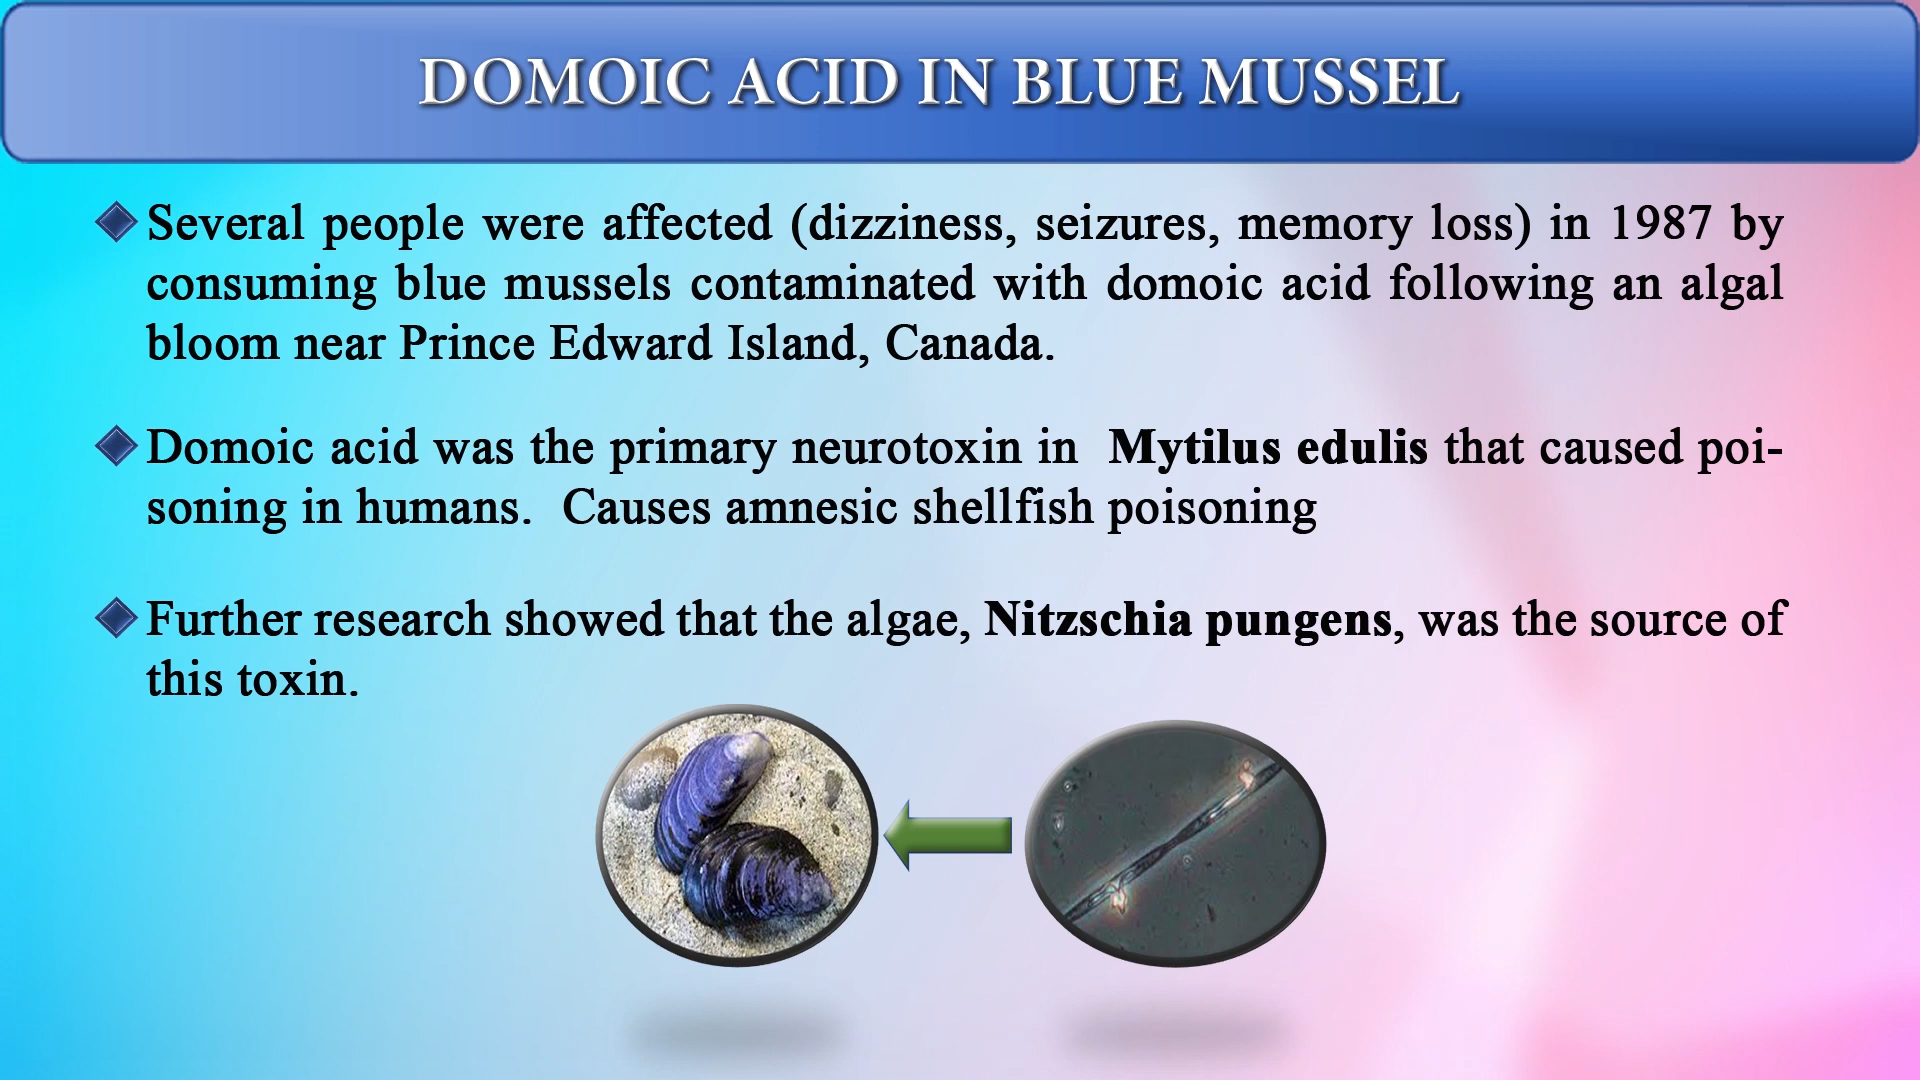 DOMOIC ACID IN BLUE MUSSEL
Several people were affected (dizziness, seizures, memory loss) in 1987 by
consuming blue mussels contaminated with domoic acid following an algal
bloom near Prince Edward Island, Canada.
Domoic acid was the primary neurotoxin in Mytilus edulis that caused poi-
soning in humans. Causes amnesic shellfish poisoning
Further research showed that the algae, Nitzschia pungens, was the source of
this toxin.